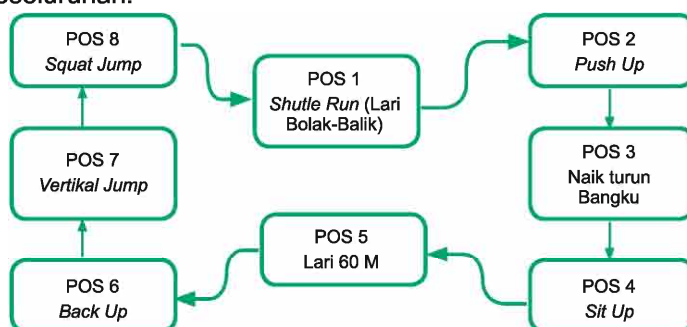 POS 8
Squat Jump
POS 1
Shutle Run (Lari
Bolak-Balik)
POS 2
Push Up
POS 7
Vertikal Jump
POS 3
Naik turun
Bangku
POS 5
Lari 60 M
POS 6
Back Up
POS 4
Sit Up